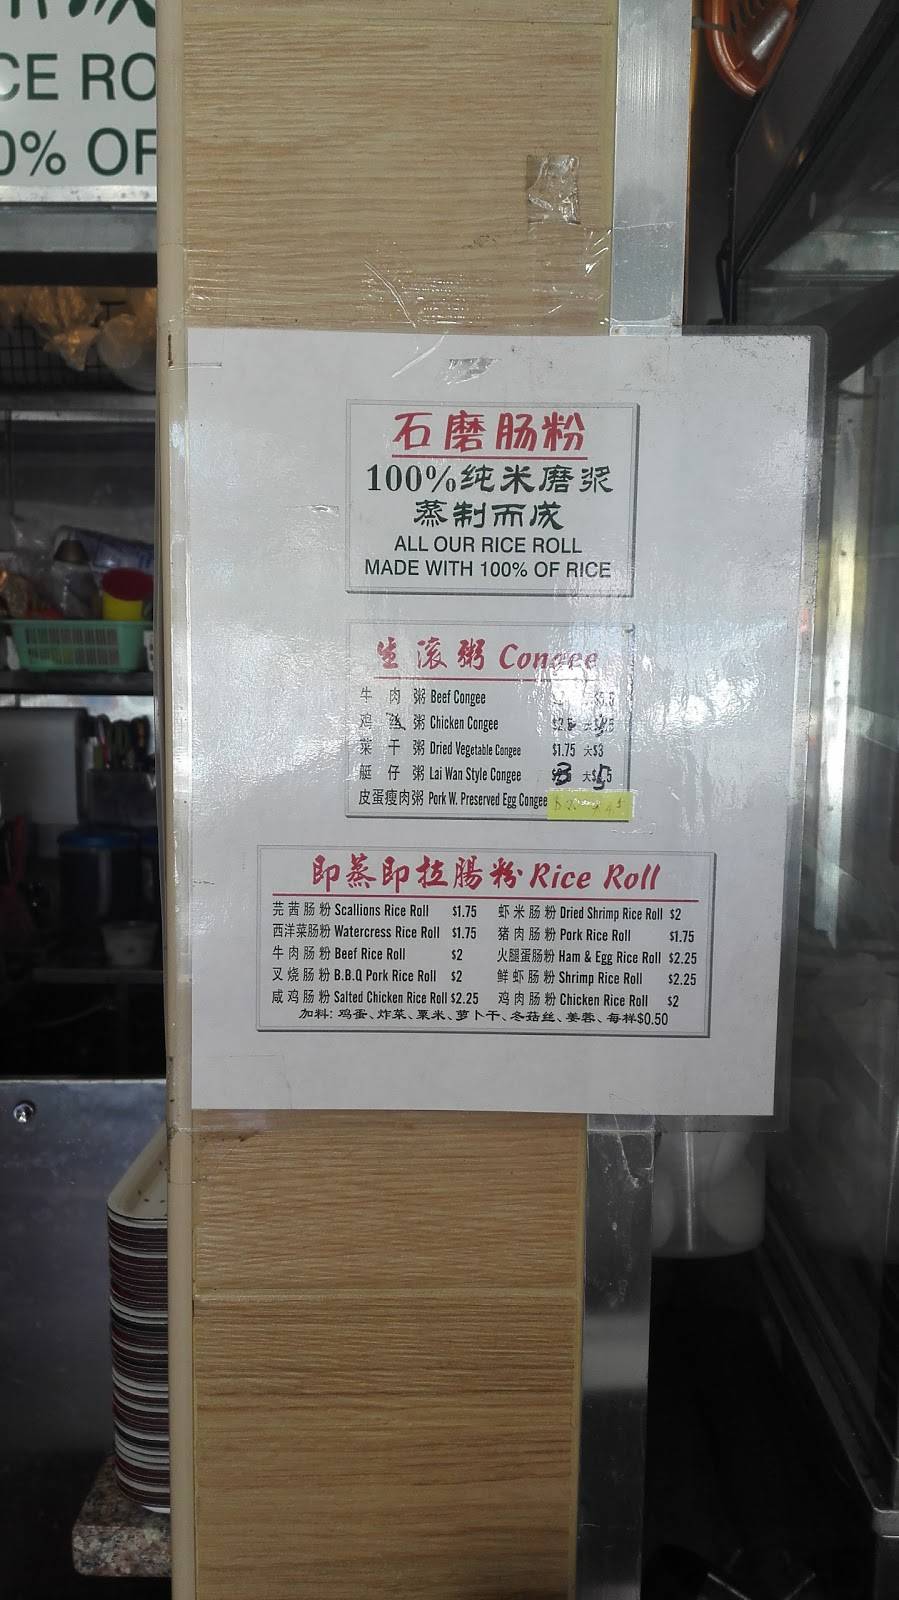 CE RO
0% OF
石磨肠粉
100%纯米磨浆
蒸制而成
ALL OUR RICE ROLL
MADE WITH 100% OF RICE
生滚粥 Congee
牛肉粥 Beef Congee
鸡丝粥 Chicken Congee
菜干粥 Dried Vegetable Congee $1.75 大$3
艇仔粥 Lai Wan Style Congee 3 大$5
皮蛋瘦肉粥 Pork W. Preserved Egg Congee
即蒸即拉腸粉 Rice Roll
芫茜肠粉 Scallions Rice Roll $1.75 虾米肠粉 Dried Shrimp Rice Roll $2
西洋菜肠粉 Watercress Rice Roll $1.75 猪肉肠粉 Pork Rice Roll $1.75
牛肉肠粉 Beef Rice Roll $2 火腿蛋肠粉 Ham & Egg Rice Roll $2.25
叉烧肠粉 B.B.Q Pork Rice Roll $2 鲜虾肠粉 Shrimp Rice Roll $2.25
咸鸡肠粉 Salted Chicken Rice Roll $2.25 鸡肉肠粉 Chicken Rice Roll $2
加料: 鸡蛋、炸菜、粟米、萝卜干、冬菇丝、姜蓉、每样$0.50